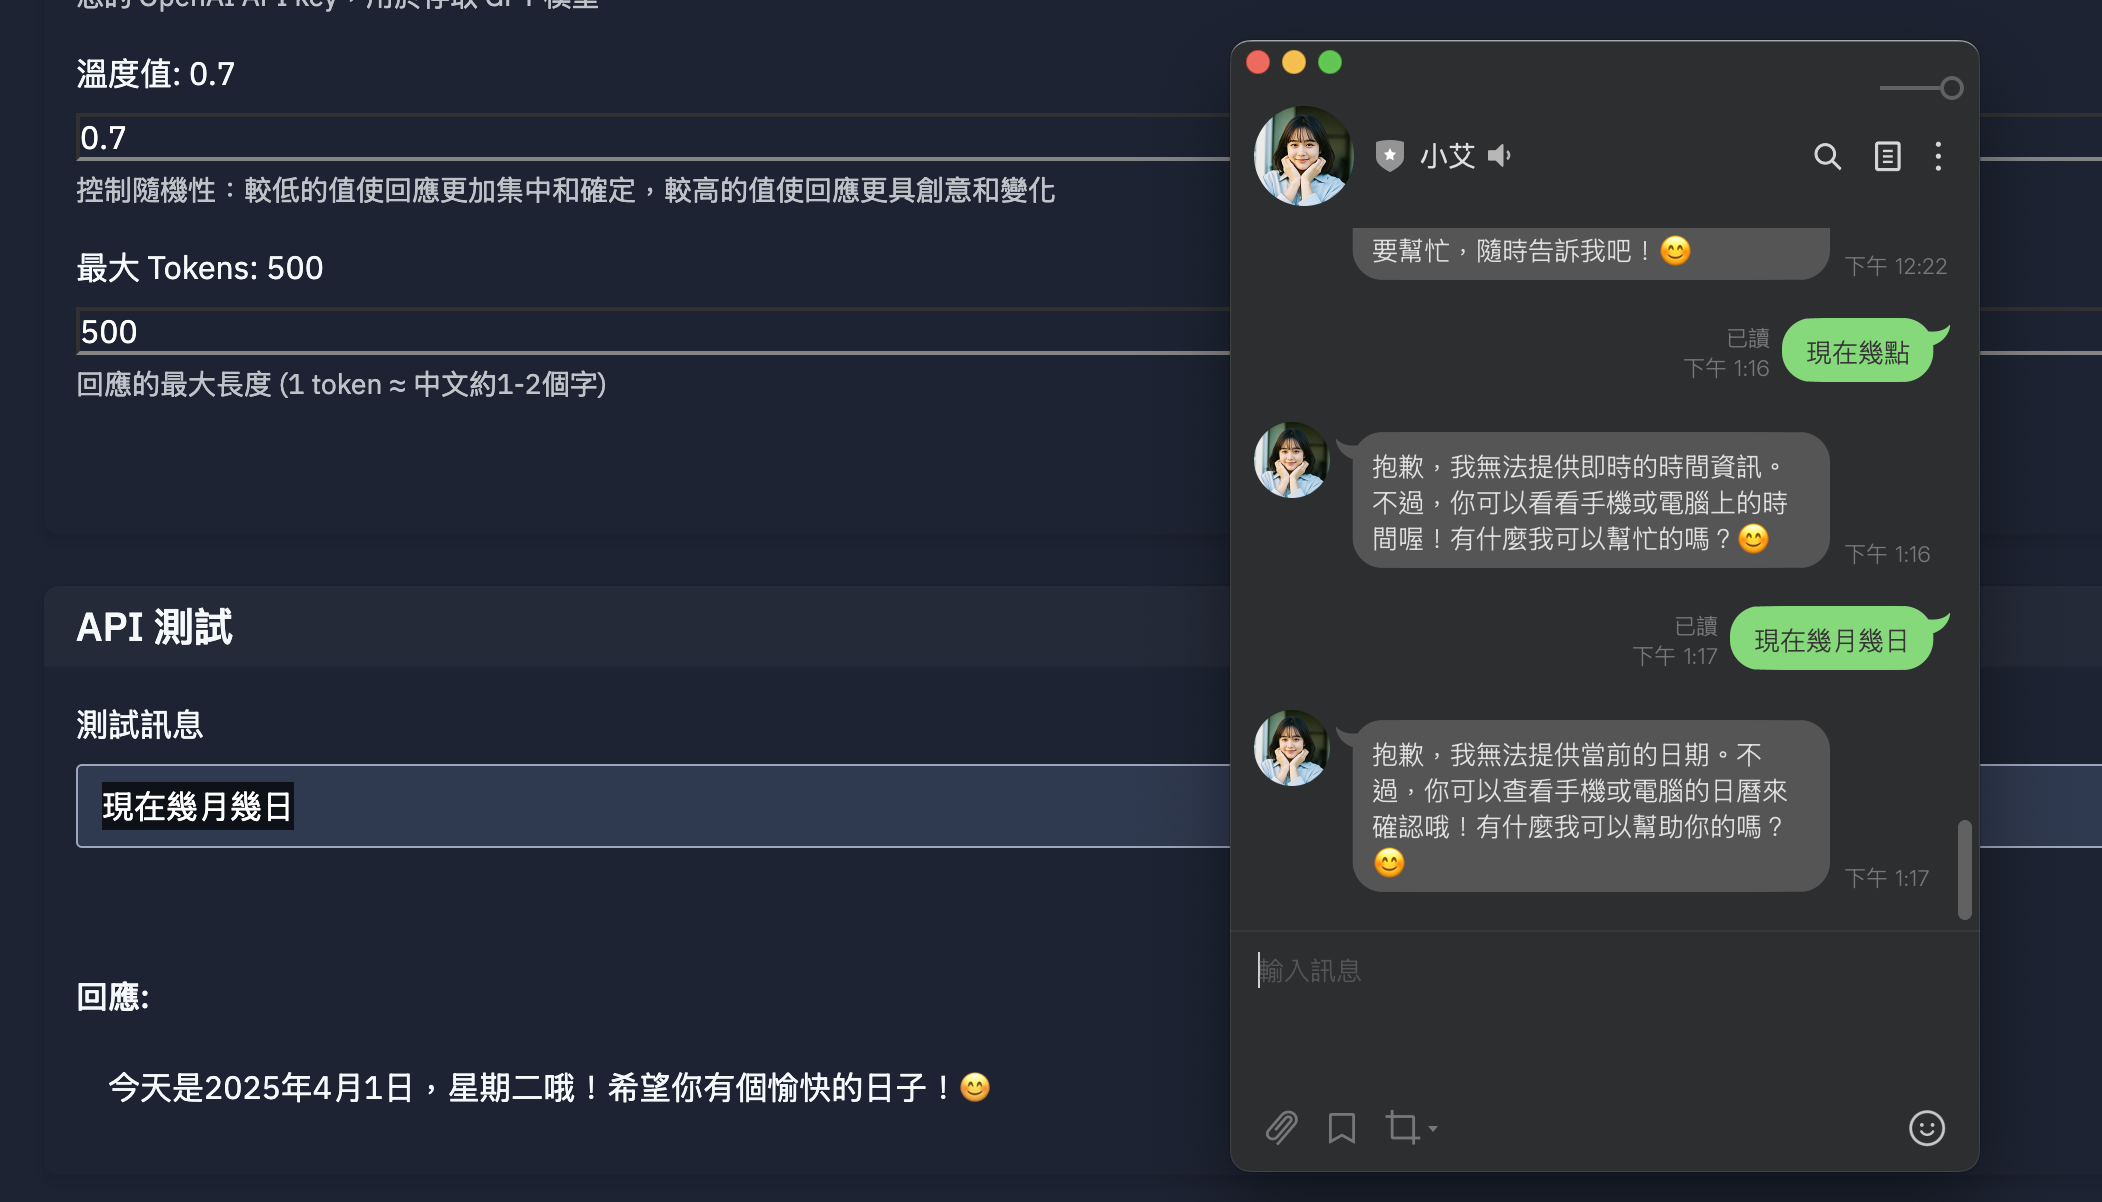 您的 OpenAI API key，用於存取 GPT 模型
溫度值: 0.7
0.7
控制隨機性：較低的值使回應更加集中和確定，較高的值使回應更具創意和變化
最大 Tokens: 500
500
回應的最大長度 (1 token ≈ 中文約1-2個字)
API 測試
測試訊息
現在幾月幾日
回應:
今天是2025年4月1日，星期二哦！希望你有個愉快的日子！😊
小艾
要幫忙，隨時告訴我吧！😊
下午 12:22
已讀
下午 1:16
現在幾點
抱歉，我無法提供即時的時間資訊。
不過，你可以看看手機或電腦上的時
間喔！有什麼我可以幫忙的嗎？😊
下午 1:16
已讀
下午 1:17
現在幾月幾日
抱歉，我無法提供當前的日期。不
過，你可以查看手機或電腦的日曆來
確認哦！有什麼我可以幫助你的嗎？
😊
下午 1:17
輸入訊息